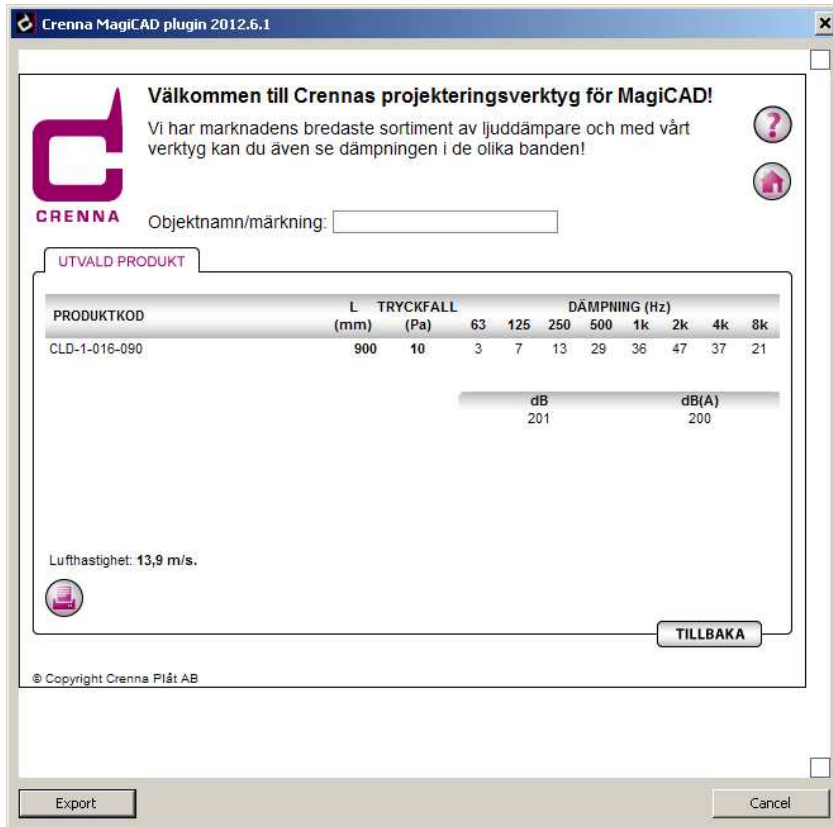 Crenna MagiCAD plugin 2012.6.1
Välkommen till Crennas projekteringsverktyg för MagiCAD!
Vi har marknadens bredaste sortiment av ljuddämpare och med vårt
verktyg kan du även se dämpningen i de olika banden!
?
CRENNA
Objektnamn/märkning:
UTVALD PRODUKT
PRODUKTKOD L TRYCKFALL DÄMPNING (Hz)
(mm) (Pa) 63 125 250 500 1k 2k 4k 8k
CLD-1-016-090 900 10 3 7 13 29 36 47 37 21
dB dB(A)
201 200
Lufthastighet: 13,9 m/s.
TILLBAKA
© Copyright Crenna Plåt AB
Export Cancel